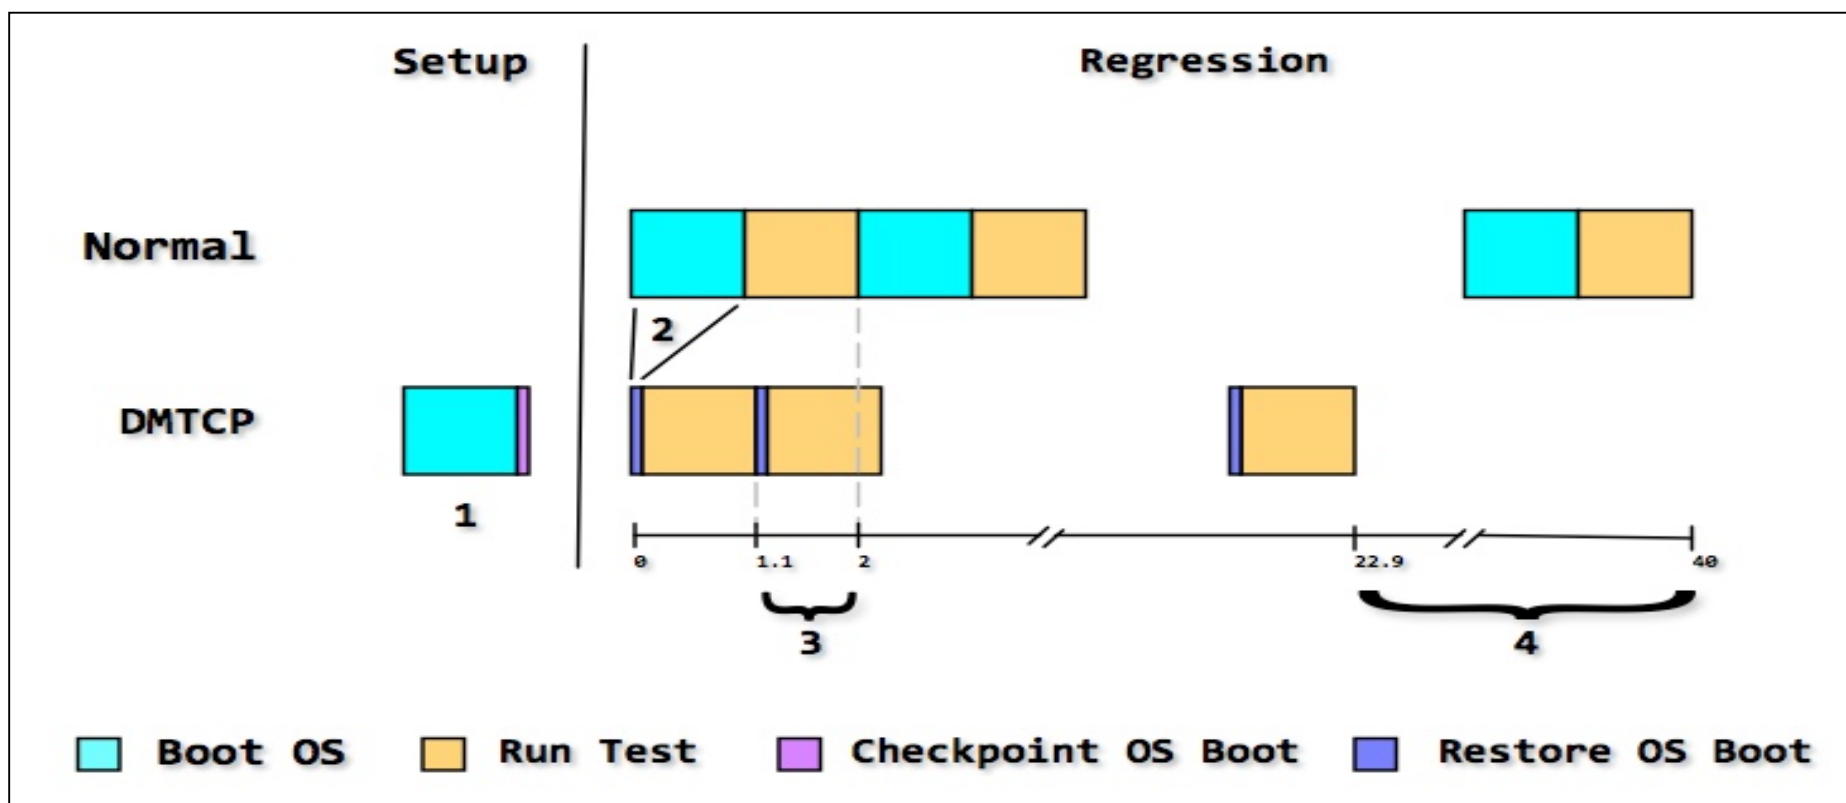 Setup
Regression
Normal
2
DMTCP
1
0 1.1 2 22.9 40
3 4
Boot OS Run Test Checkpoint OS Boot Restore OS Boot